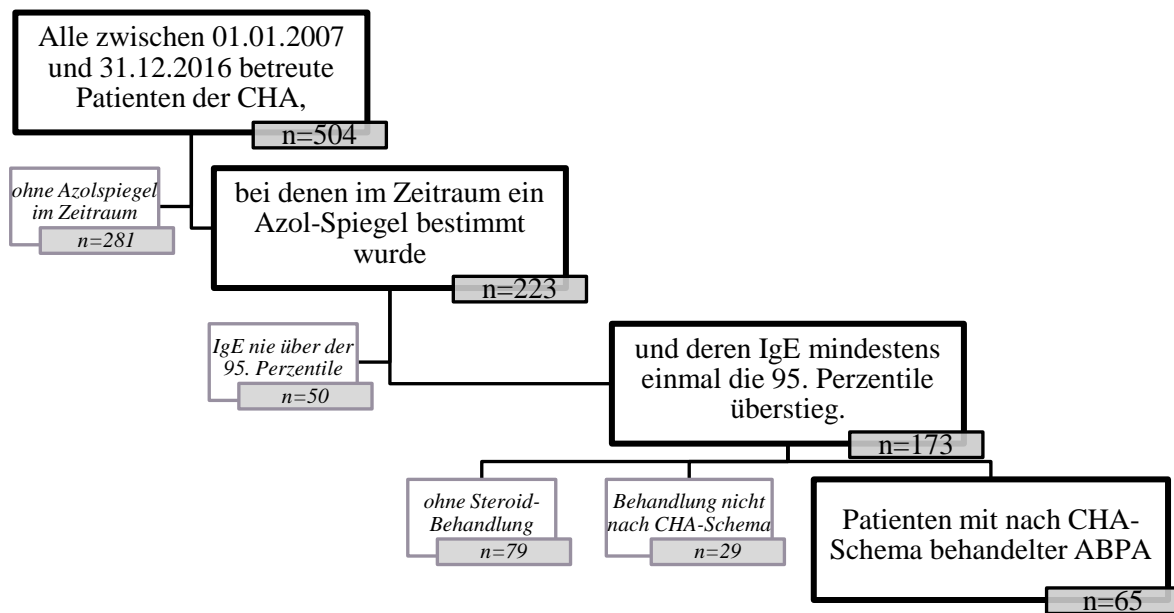 Alle zwischen 01.01.2007
und 31.12.2016 betreute
Patienten der CHA,
n=504
ohne Azolspiegel
im Zeitraum
n=281
bei denen im Zeitraum ein
Azol-Spiegel bestimmt
wurde
n=223
IgE nie über der
95. Perzentile
n=50
und deren IgE mindestens
einmal die 95. Perzentile
überstieg.
n=173
ohne Steroid-
Behandlung
n=79
Behandlung nicht
nach CHA-Schema
n=29
Patienten mit nach CHA-
Schema behandelter ABPA
n=65